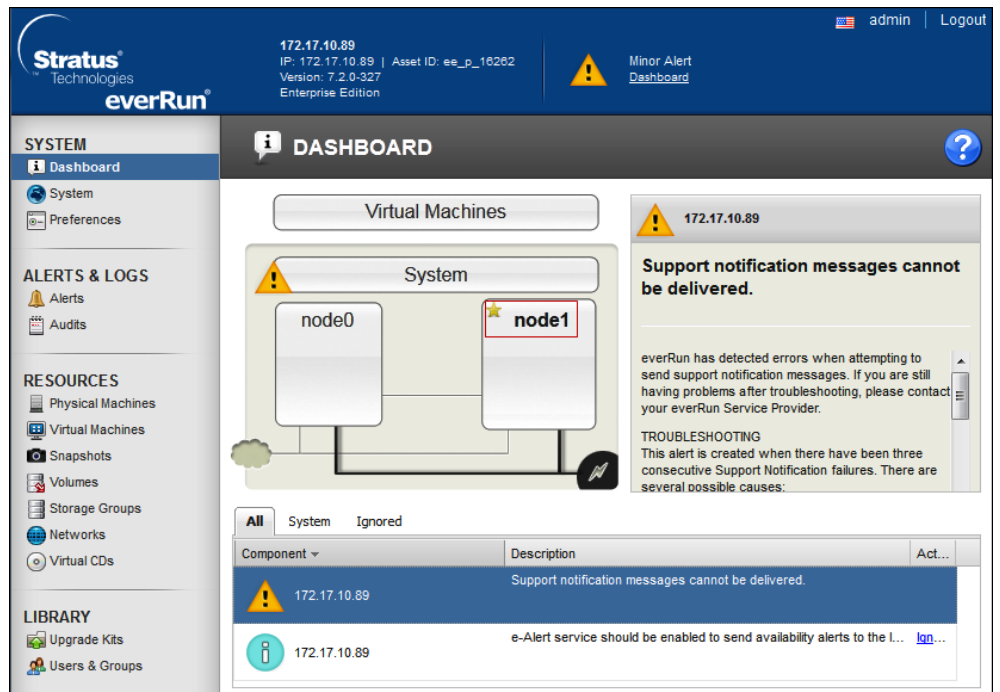 admin | Logout
Stratus®
™ Technologies
everRun®
172.17.10.89
IP: 172.17.10.89 | Asset ID: ee_p_16262
Version: 7.2.0-327
Enterprise Edition
Minor Alert
Dashboard
SYSTEM
Dashboard
System
Preferences
ALERTS & LOGS
Alerts
Audits
RESOURCES
Physical Machines
Virtual Machines
Snapshots
Volumes
Storage Groups
Networks
Virtual CDs
LIBRARY
Upgrade Kits
Users & Groups
DASHBOARD
?
Virtual Machines
System
node0
node1
172.17.10.89
Support notification messages cannot
be delivered.
everRun has detected errors when attempting to
send support notification messages. If you are still
having problems after troubleshooting, please contact
your everRun Service Provider.
TROUBLESHOOTING
This alert is created when there have been three
consecutive Support Notification failures. There are
several possible causes:
All System Ignored
Component Description Act...
172.17.10.89 Support notification messages cannot be delivered.
172.17.10.89 e-Alert service should be enabled to send availability alerts to the l... Ign...